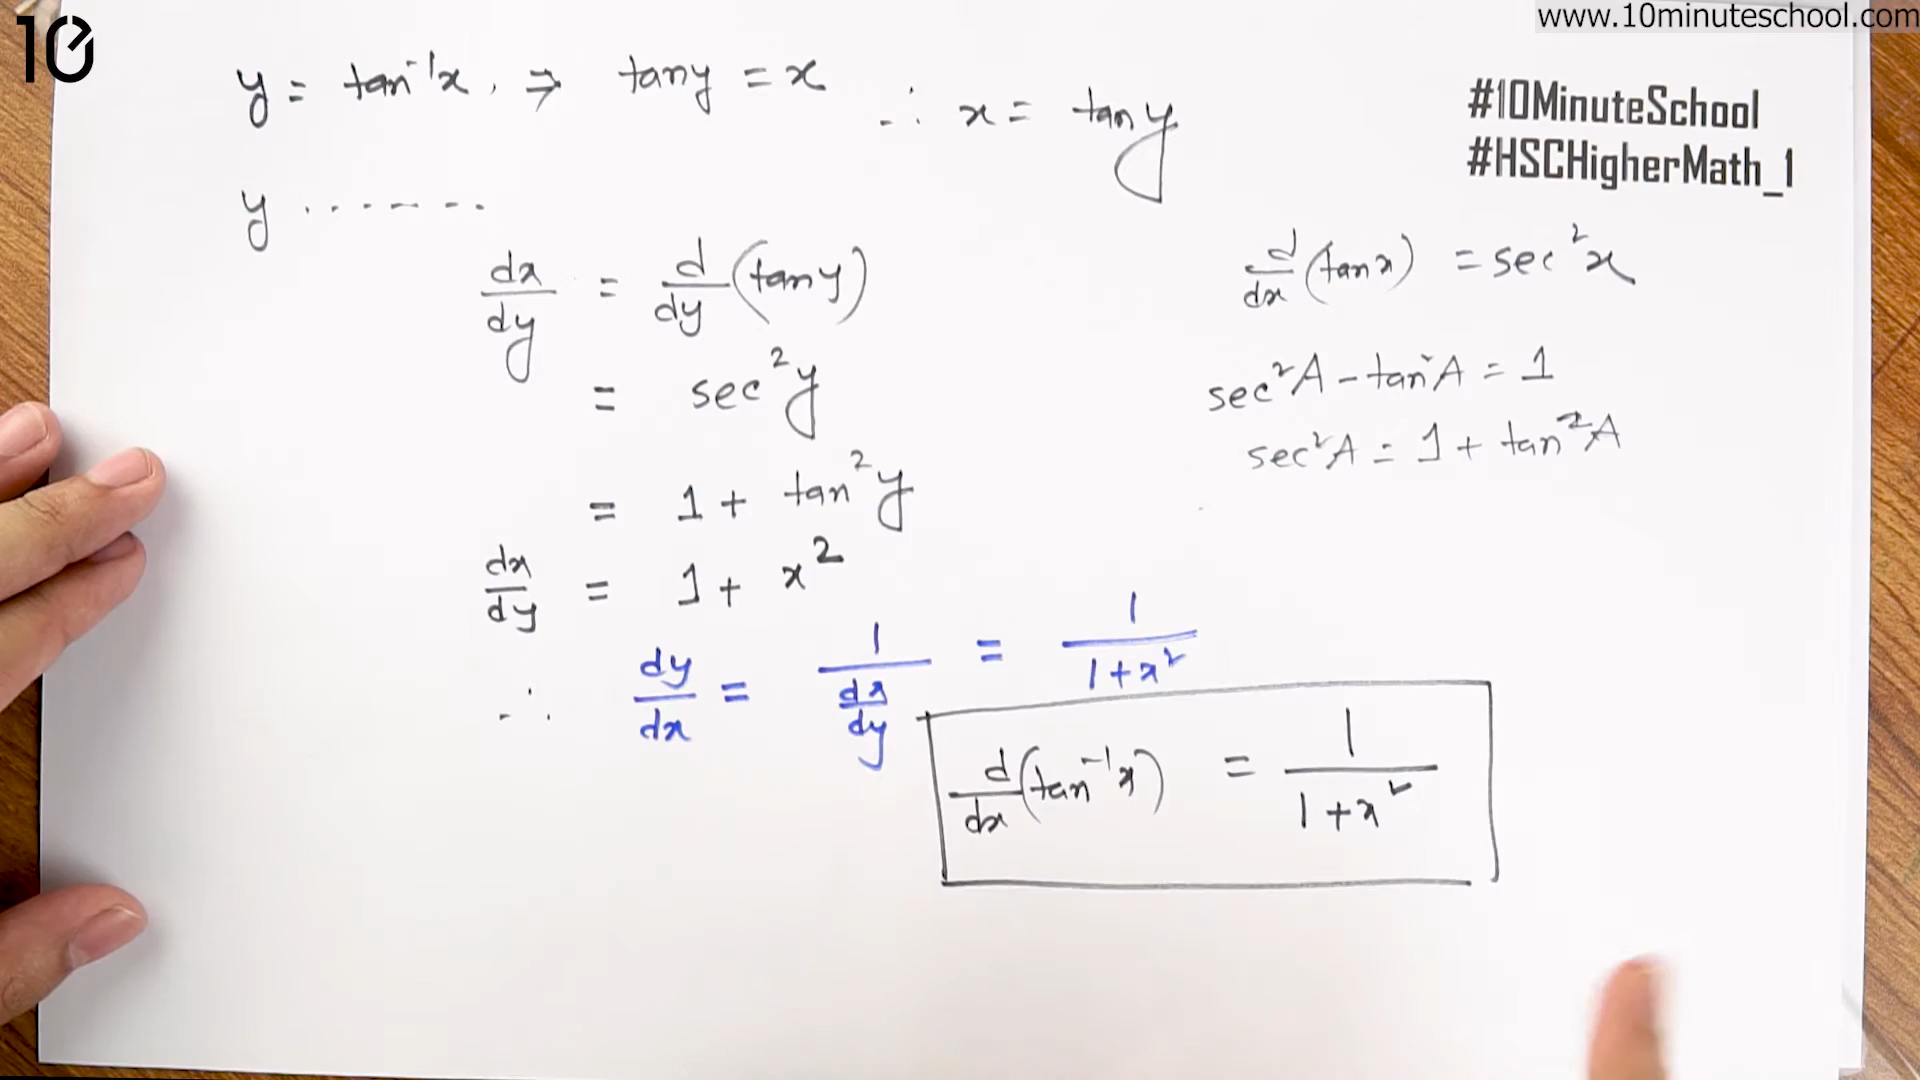 10
www.10minuteschool.com
#10MinuteSchool
#HSCHigherMath_1
y = tan⁻¹x, ⇒ tany = x ∴ x = tany
y .......
dx/dy = d/dy (tany)
= sec²y
= 1 + tan²y
dx/dy = 1 + x²
∴ dy/dx = 1/(dx/dy) = 1/(1+x²)
d/dx (tan⁻¹x) = 1/(1+x²)
d/dx (tanx) = sec²x
sec²A - tan²A = 1
sec²A = 1 + tan²A